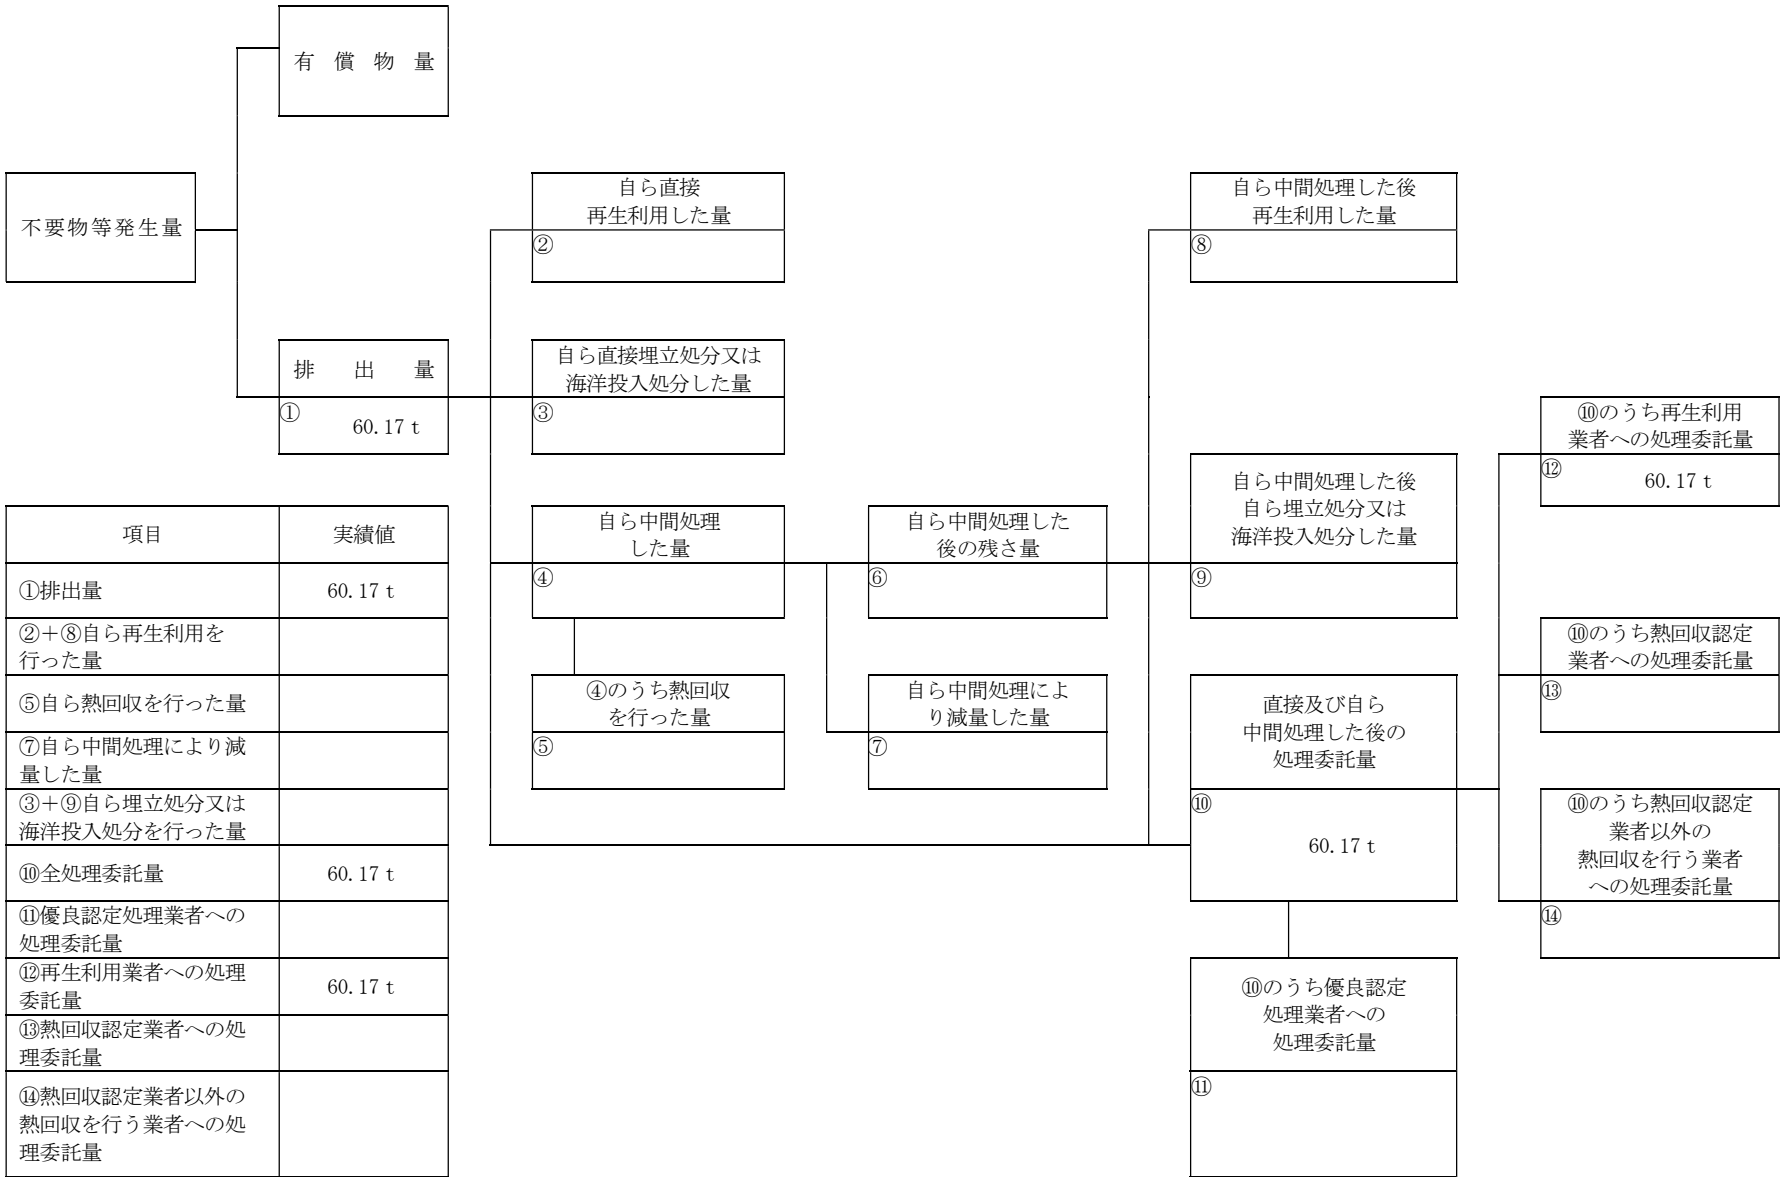 有償物量
不要物等発生量
排出量
① 60.17 t
自ら直接
再生利用した量
②
自ら直接埋立処分又は
海洋投入処分した量
③
自ら中間処理
した量
④
④のうち熱回収
を行った量
⑤
自ら中間処理した
後の残さ量
⑥
自ら中間処理によ
り減量した量
⑦
自ら中間処理した後
再生利用した量
⑧
自ら中間処理した後
自ら埋立処分又は
海洋投入処分した量
⑨
直接及び自ら
中間処理した後の
処理委託量
⑩
60.17 t
⑩のうち優良認定
処理業者への
処理委託量
⑪
⑩のうち再生利用
業者への処理委託量
⑫ 60.17 t
⑩のうち熱回収認定
業者への処理委託量
⑬
⑩のうち熱回収認定
業者以外の
熱回収を行う業者
への処理委託量
⑭
項目 実績値
①排出量 60.17 t
②+⑧自ら再生利用を
行った量
⑤自ら熱回収を行った量
⑦自ら中間処理により減
量した量
③+⑨自ら埋立処分又は
海洋投入処分を行った量
⑩全処理委託量 60.17 t
⑪優良認定処理業者への
処理委託量
⑫再生利用業者への処理
委託量 60.17 t
⑬熱回収認定業者への処
理委託量
⑭熱回収認定業者以外の
熱回収を行う業者への処
理委託量